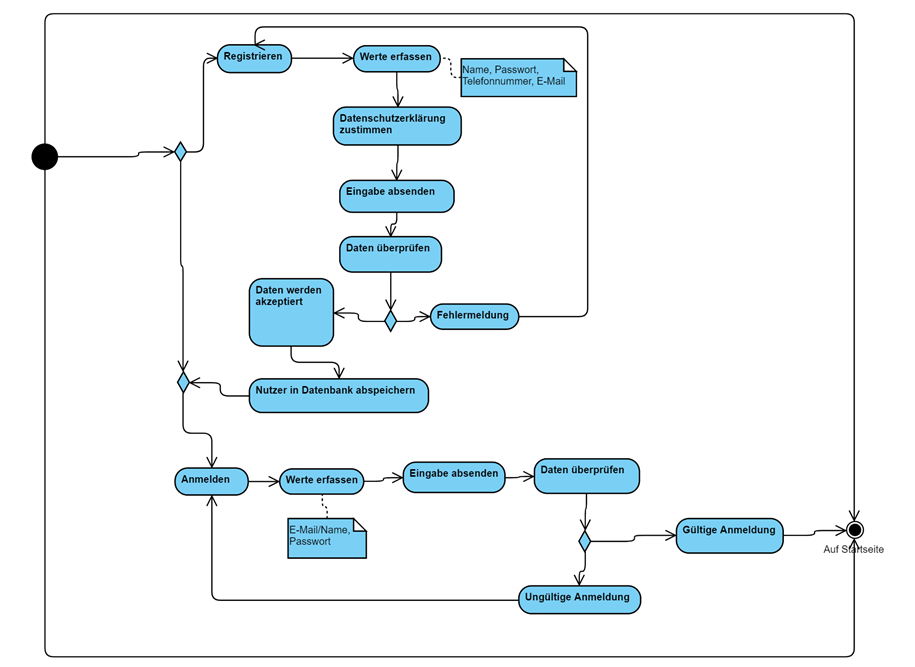 Registrieren
Werte erfassen
Name, Passwort,
Telefonnummer, E-Mail
Datenschutzerklärung
zustimmen
Eingabe absenden
Daten überprüfen
Daten werden
akzeptiert
Fehlermeldung
Nutzer in Datenbank abspeichern
Anmelden
Werte erfassen
Eingabe absenden
Daten überprüfen
E-Mail/Name,
Passwort
Gültige Anmeldung
Auf Startseite
Ungültige Anmeldung